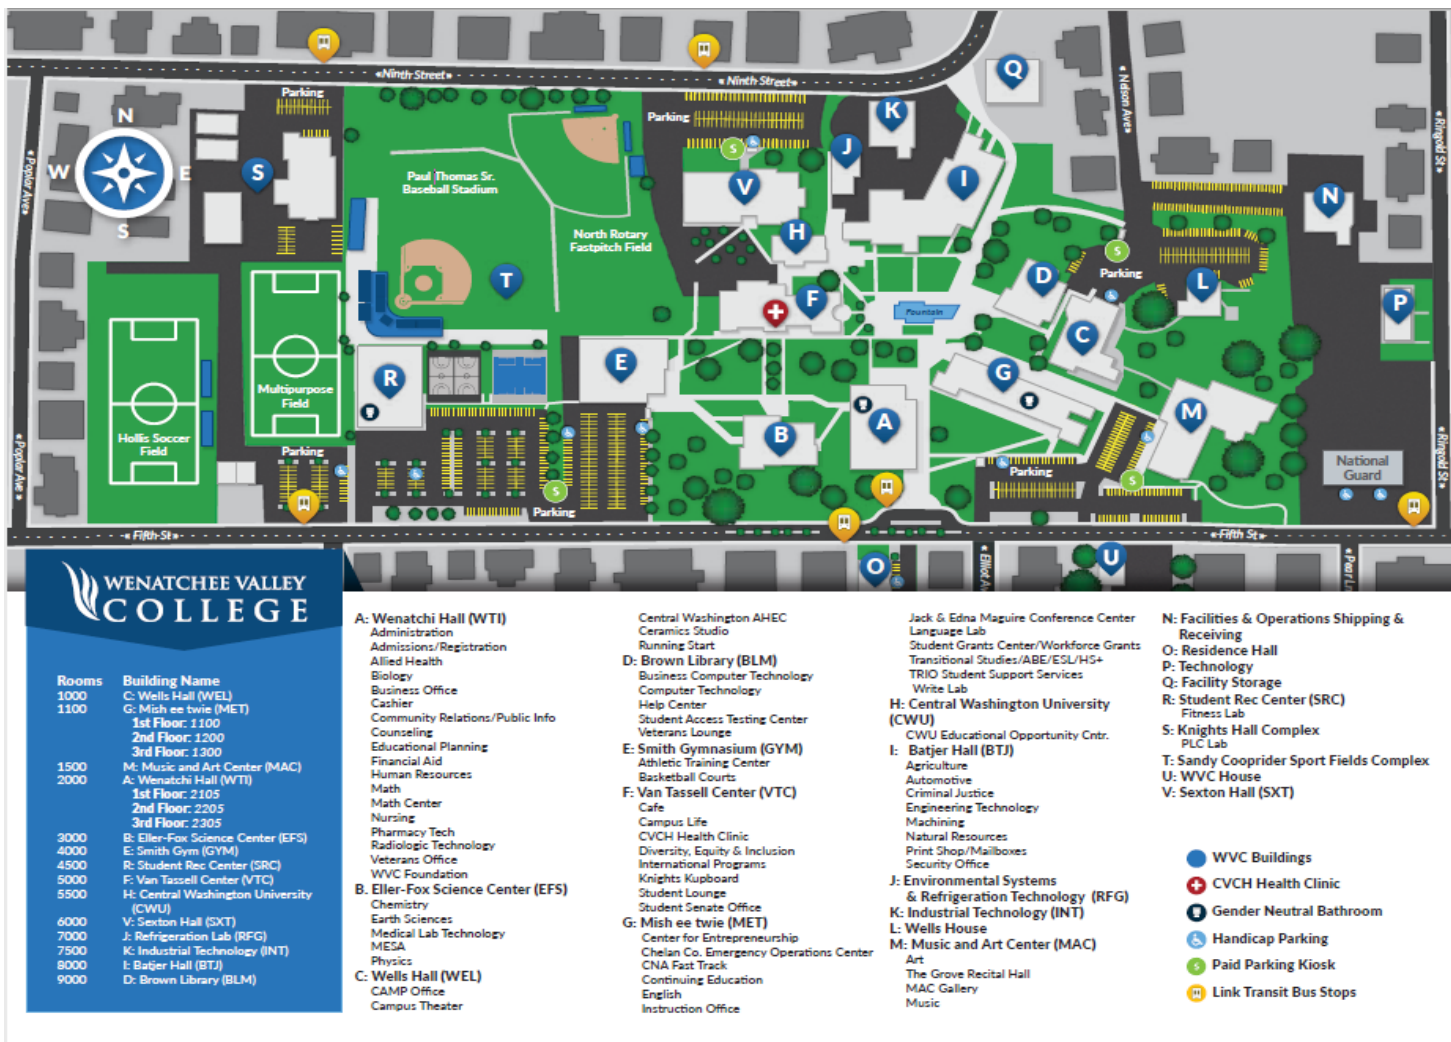 Ninth Street
Ninth Street
N
W
E
S
Poplar Ave
Poplar Ave
Parking
S
Paul Thomas Sr.
Baseball Stadium
North Rotary
Fastpitch Field
T
Parking
S
V
H
J
K
I
Q
Nelson Ave
N
Ringold St
Ringold St
S
Parking
D
L
P
F
Fountain
C
G
M
E
R
A
B
Multipurpose
Field
Hollis Soccer
Field
Parking
S
Parking
Parking
S
National
Guard
Fifth St
Fifth St
O
Elliot Av
U
Pear Ln
WENATCHEE VALLEY
COLLEGE
Rooms Building Name
1000 C: Wells Hall (WEL)
1100 G: Mish ee twie (MET)
1st Floor: 1100
2nd Floor: 1200
3rd Floor: 1300
1500 M: Music and Art Center (MAC)
2000 A: Wenatchi Hall (WTI)
1st Floor: 2105
2nd Floor: 2205
3rd Floor: 2305
3000 B: Eller-Fox Science Center (EFS)
4000 E: Smith Gym (GYM)
4500 R: Student Rec Center (SRC)
5000 F: Van Tassell Center (VTC)
5500 H: Central Washington University
(CWU)
6000 V: Sexton Hall (SXT)
7000 J: Refrigeration Lab (RFG)
7500 K: Industrial Technology (INT)
8000 I: Batjer Hall (BTJ)
9000 D: Brown Library (BLM)
A: Wenatchi Hall (WTI)
Administration
Admissions/Registration
Allied Health
Biology
Business Office
Cashier
Community Relations/Public Info
Counseling
Educational Planning
Financial Aid
Human Resources
Math
Math Center
Nursing
Pharmacy Tech
Radiologic Technology
Veterans Office
WVC Foundation
B. Eller-Fox Science Center (EFS)
Chemistry
Earth Sciences
Medical Lab Technology
MESA
Physics
C: Wells Hall (WEL)
CAMP Office
Campus Theater
Central Washington AHEC
Ceramics Studio
Running Start
D: Brown Library (BLM)
Business Computer Technology
Computer Technology
Help Center
Student Access Testing Center
Veterans Lounge
E: Smith Gymnasium (GYM)
Athletic Training Center
Basketball Courts
F: Van Tassell Center (VTC)
Cafe
Campus Life
CVCH Health Clinic
Diversity, Equity & Inclusion
International Programs
Knights Kupboard
Student Lounge
Student Senate Office
G: Mish ee twie (MET)
Center for Entrepreneurship
Chelan Co. Emergency Operations Center
CNA Fast Track
Continuing Education
English
Instruction Office
Jack & Edna Maguire Conference Center
Language Lab
Student Grants Center/Workforce Grants
Transitional Studies/ABE/ESL/HS+
TRIO Student Support Services
Write Lab
H: Central Washington University
(CWU)
CWU Educational Opportunity Cntr.
I: Batjer Hall (BTJ)
Agriculture
Automotive
Criminal Justice
Engineering Technology
Machining
Natural Resources
Print Shop/Mailboxes
Security Office
J: Environmental Systems
& Refrigeration Technology (RFG)
K: Industrial Technology (INT)
L: Wells House
M: Music and Art Center (MAC)
Art
The Grove Recital Hall
MAC Gallery
Music
N: Facilities & Operations Shipping &
Receiving
O: Residence Hall
P: Technology
Q: Facility Storage
R: Student Rec Center (SRC)
Fitness Lab
S: Knights Hall Complex
PLC Lab
T: Sandy Cooprider Sport Fields Complex
U: WVC House
V: Sexton Hall (SXT)
WVC Buildings
CVCH Health Clinic
Gender Neutral Bathroom
Handicap Parking
S Paid Parking Kiosk
Link Transit Bus Stops